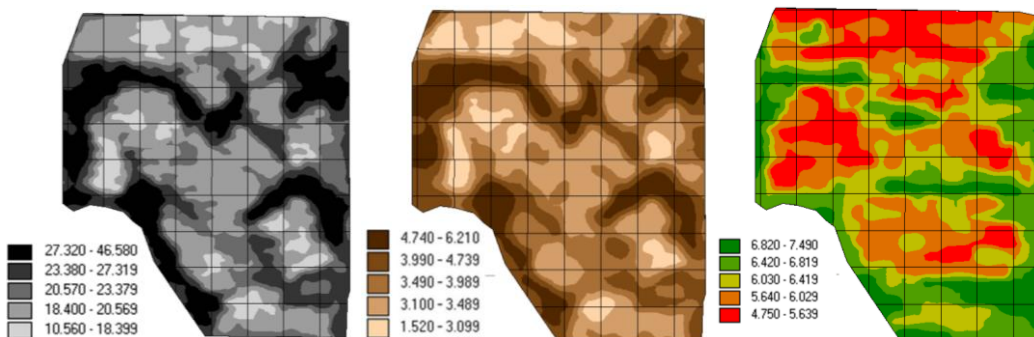 27.320 - 46.580
23.380 - 27.319
20.570 - 23.379
18.400 - 20.569
10.560 - 18.399
4.740 - 6.210
3.990 - 4.739
3.490 - 3.989
3.100 - 3.489
1.520 - 3.099
6.820 - 7.490
6.420 - 6.819
6.030 - 6.419
5.640 - 6.029
4.750 - 5.639